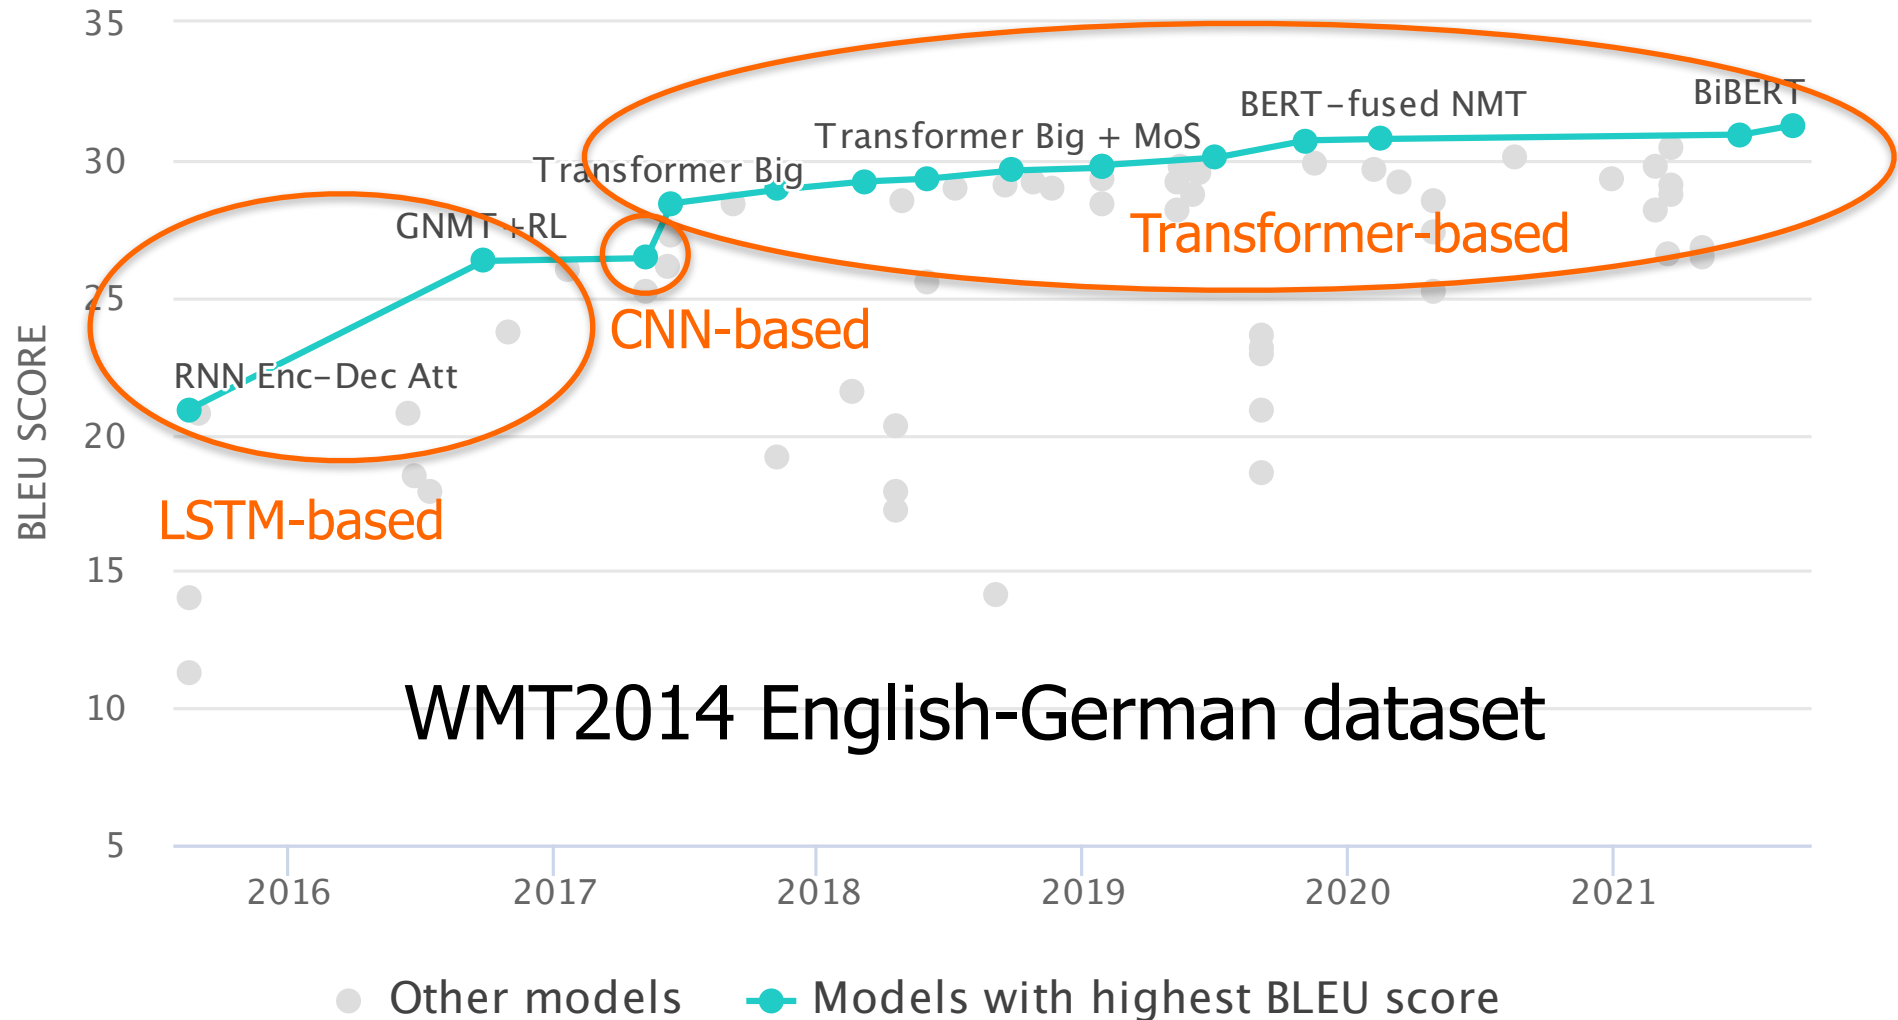 35
BiBERT
BERT-fused NMT
Transformer Big + MoS
30
Transformer Big
GNMT+RL
Transformer-based
25
CNN-based
RNN Enc-Dec Att
BLEU SCORE
20
LSTM-based
15
WMT2014 English-German dataset
10
5
2016 2017 2018 2019 2020 2021
Other models Models with highest BLEU score